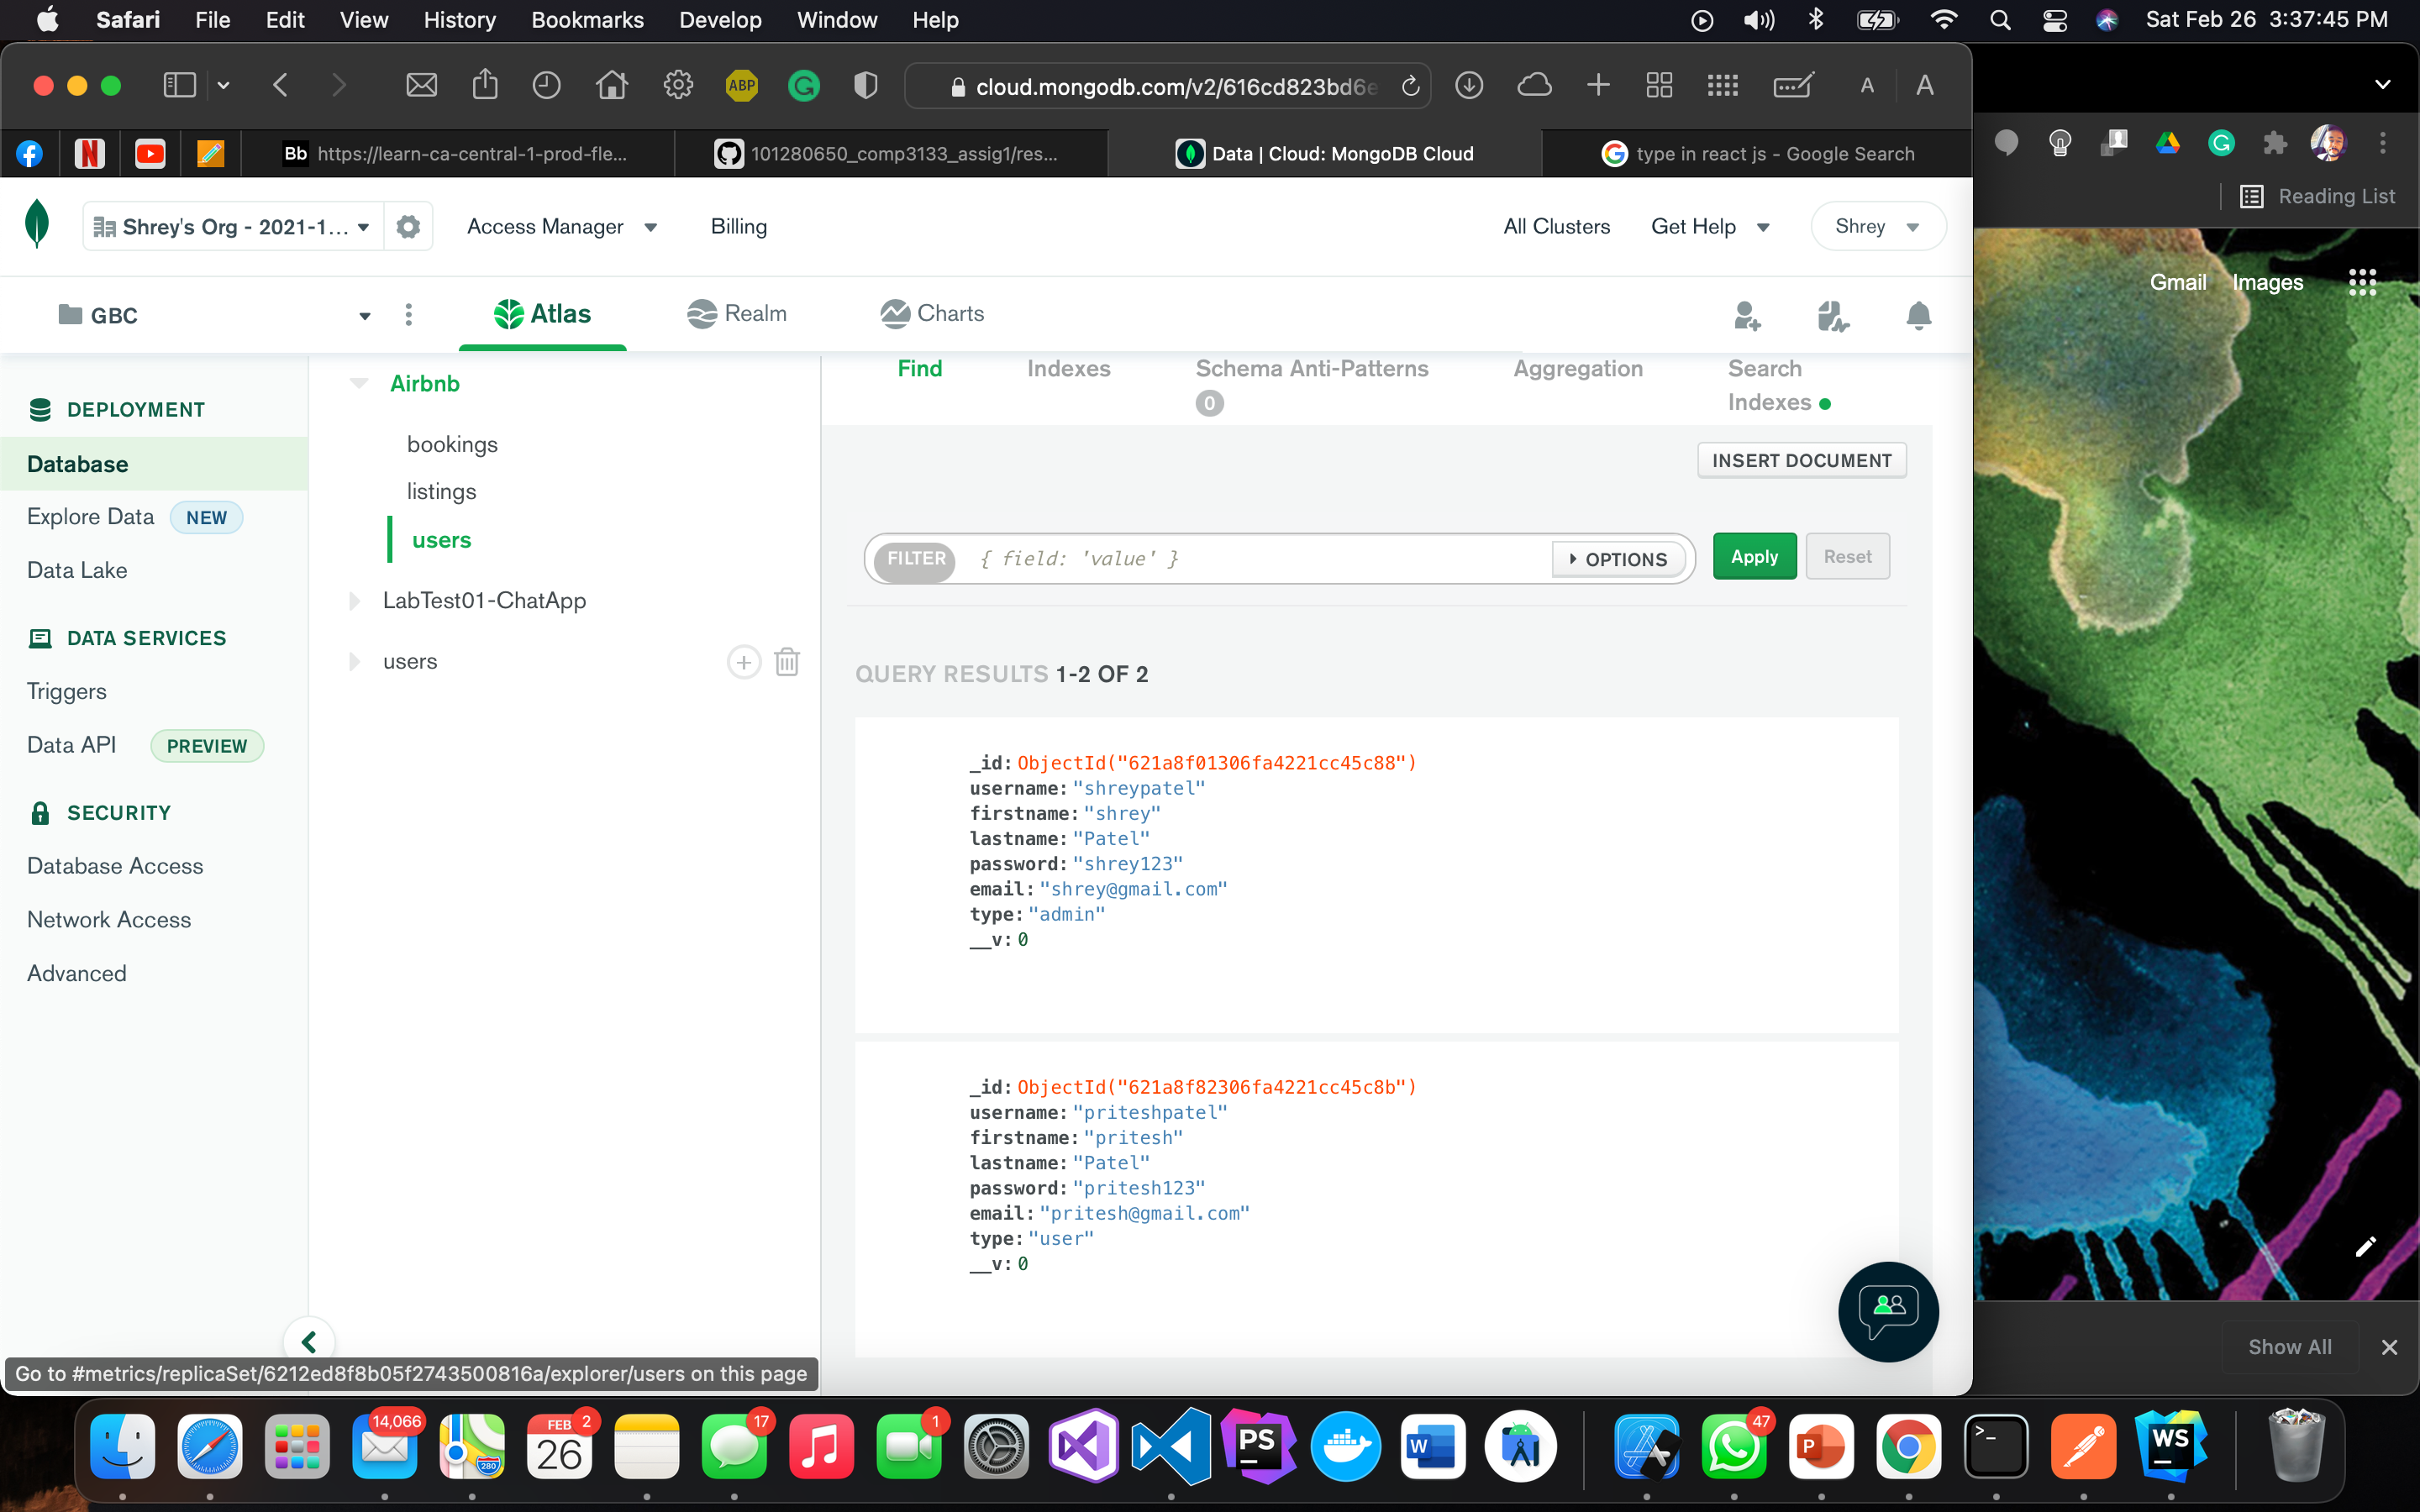 Safari File Edit View History Bookmarks Develop Window Help Sat Feb 26 3:37:45 PM
ABP cloud.mongodb.com/v2/616cd823bd6e A A
Bb https://learn-ca-central-1-prod-fle... 101280650_comp3133_assig1/res... Data | Cloud: MongoDB Cloud type in react js - Google Search
Reading List
Shrey's Org - 2021-1... Access Manager Billing All Clusters Get Help Shrey
Gmail Images
GBC Atlas Realm Charts
DEPLOYMENT
Database
Explore Data NEW
Data Lake
DATA SERVICES
Triggers
Data API PREVIEW
SECURITY
Database Access
Network Access
Advanced
Airbnb
bookings
listings
users
LabTest01-ChatApp
users
Find Indexes Schema Anti-Patterns Aggregation Search
0 Indexes
INSERT DOCUMENT
FILTER { field: 'value' } OPTIONS Apply Reset
QUERY RESULTS 1-2 OF 2
_id: ObjectId("621a8f01306fa4221cc45c88")
username: "shreypatel"
firstname: "shrey"
lastname: "Patel"
password: "shrey123"
email: "shrey@gmail.com"
type: "admin"
__v: 0
_id: ObjectId("621a8f82306fa4221cc45c8b")
username: "priteshpatel"
firstname: "pritesh"
lastname: "Patel"
password: "pritesh123"
email: "pritesh@gmail.com"
type: "user"
__v: 0
Show All
Go to #metrics/replicaSet/6212ed8f8b05f2743500816a/explorer/users on this page
14,066 280 FEB 2 26 17 1 PS W 47 P >_ WS